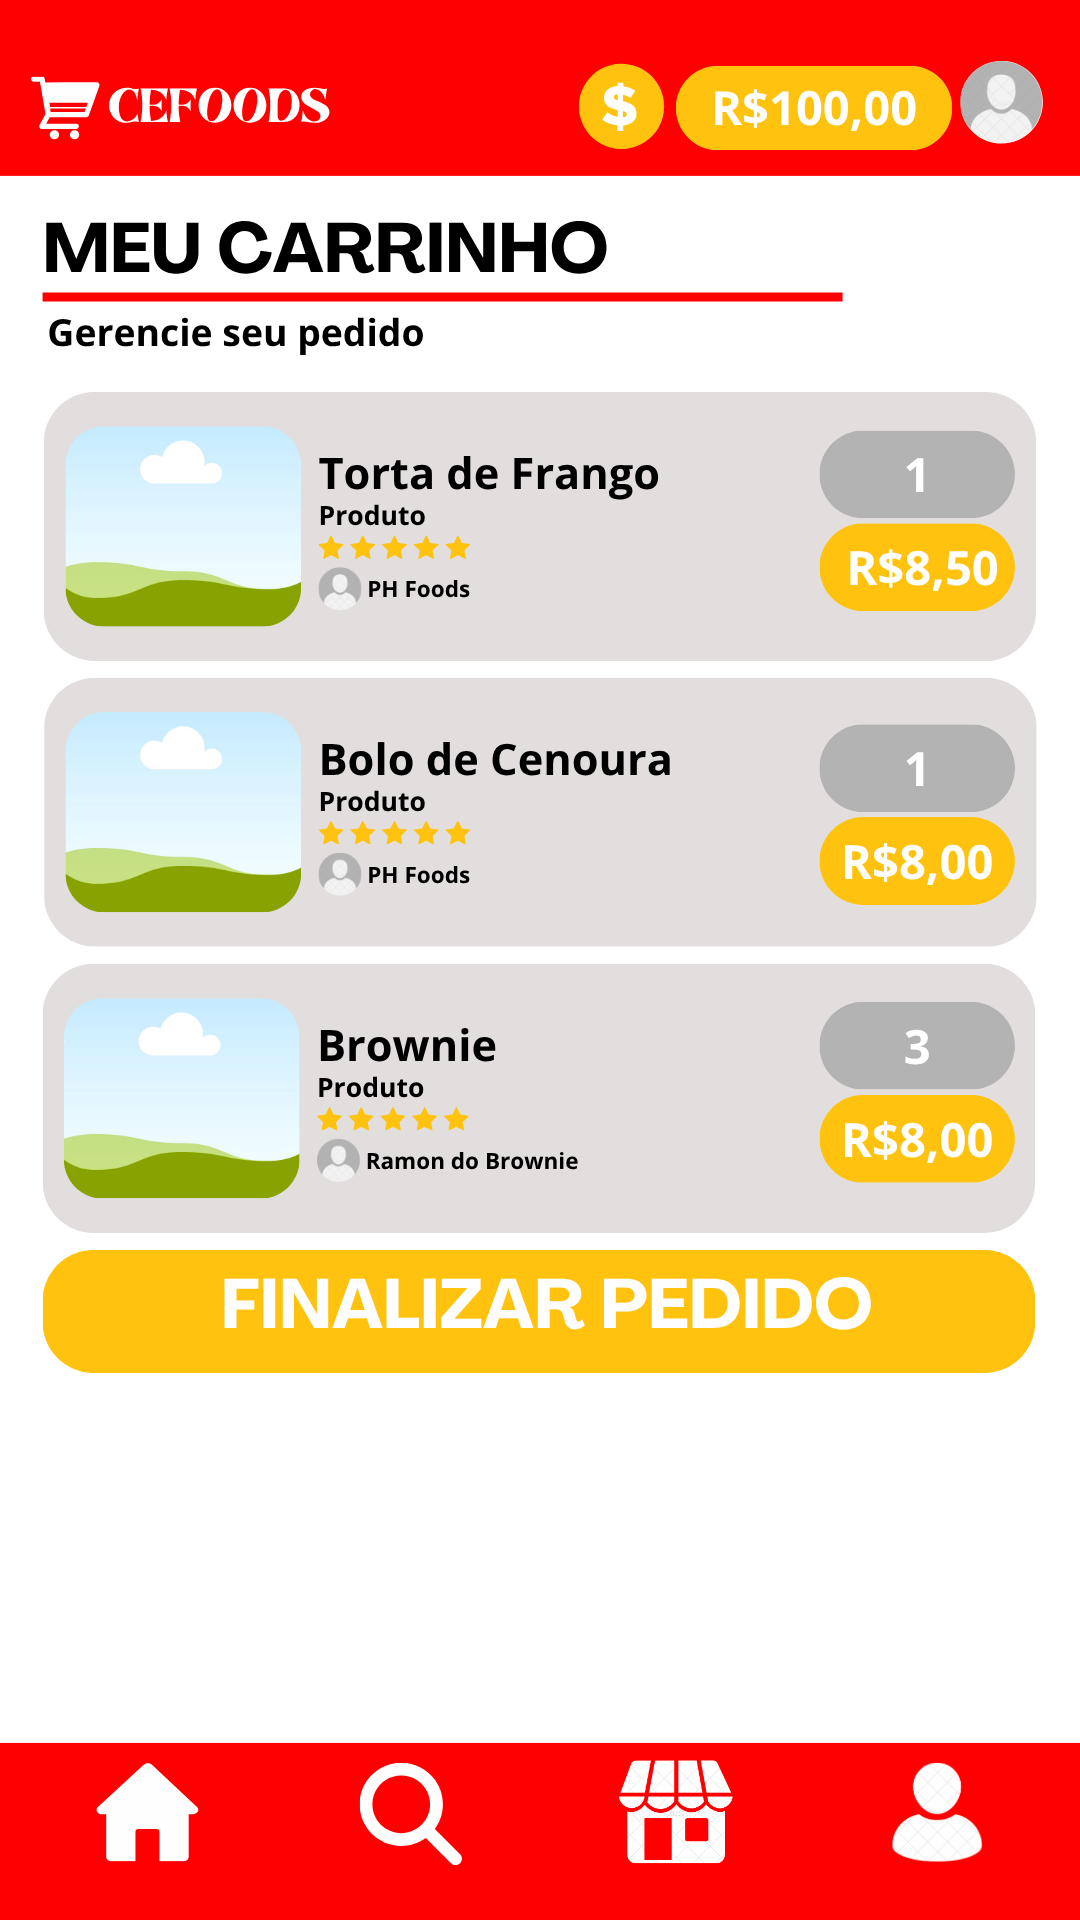 CEFOODS
$ R$100,00
MEU CARRINHO
Gerencie seu pedido
Torta de Frango
Produto
PH Foods
1
R$8,50
Bolo de Cenoura
Produto
PH Foods
1
R$8,00
Brownie
Produto
Ramon do Brownie
3
R$8,00
FINALIZAR PEDIDO